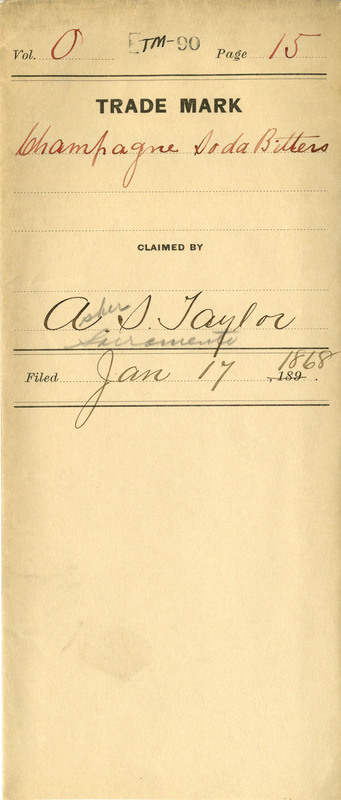 Vol. O TM-90 Page 15
TRADE MARK
Champagne Soda Bitters
CLAIMED BY
A. S. Taylor
sher
Sacramento
Filed Jan 17, 189 . 1868